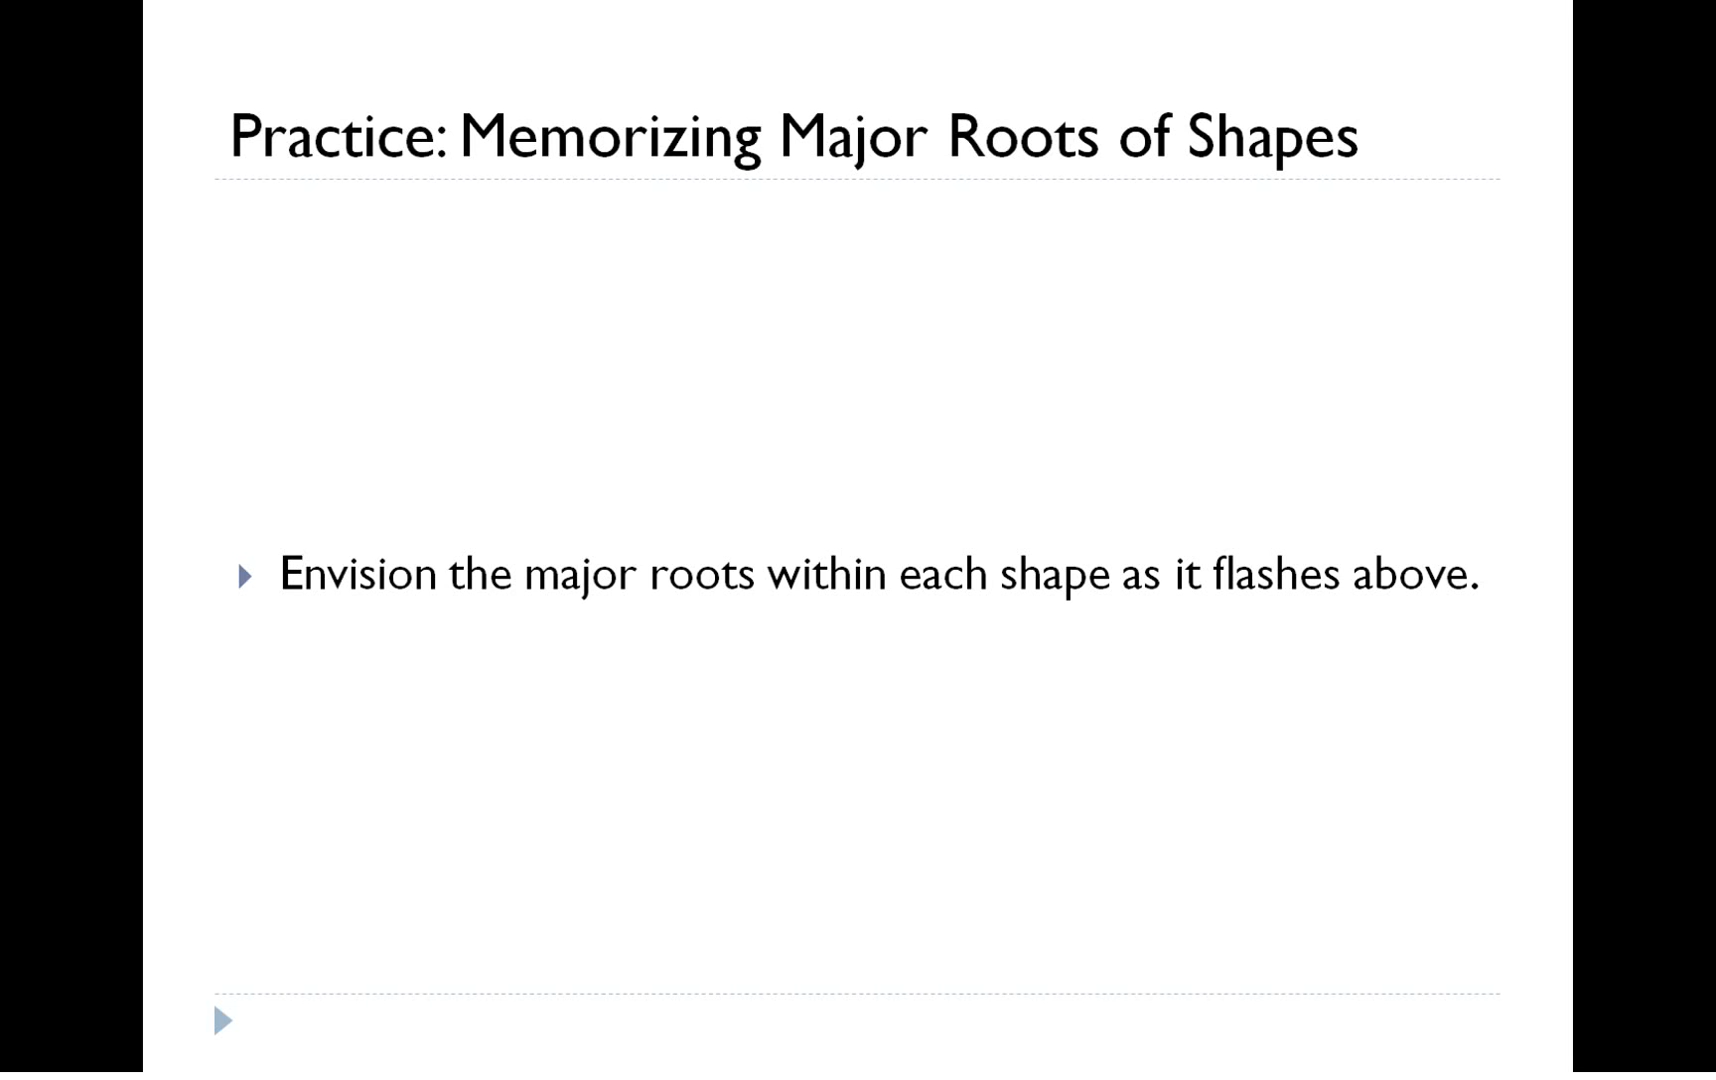 Practice: Memorizing Major Roots of Shapes
Envision the major roots within each shape as it flashes above.